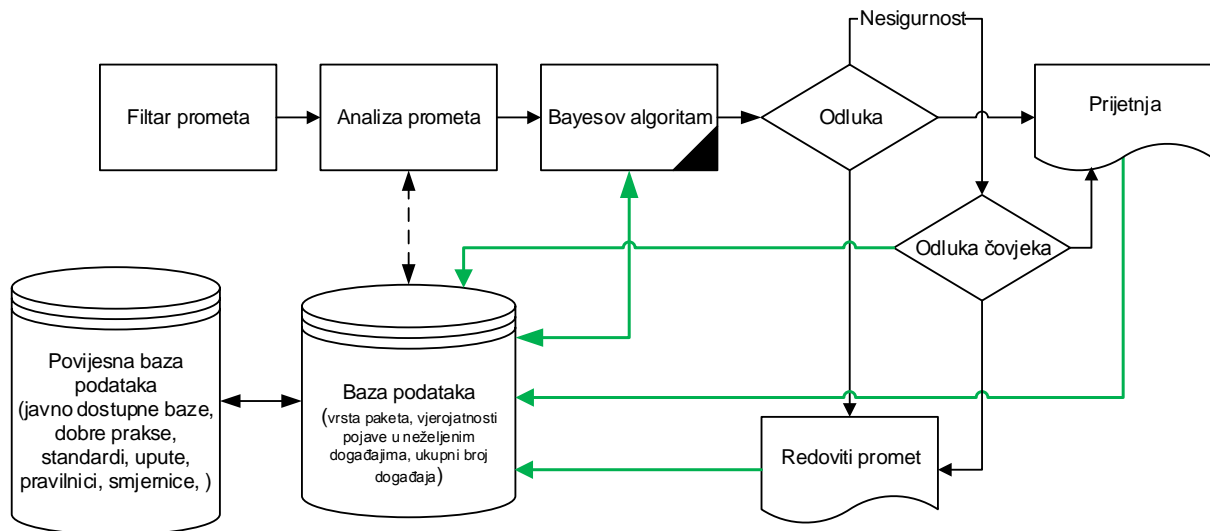 Nesigurnost
Filtar prometa
Analiza prometa
Bayesov algoritam
Odluka
Prijetnja
Odluka čovjeka
Povijesna baza
podataka
(javno dostupne baze,
dobre prakse,
standardi, upute,
pravilnici, smjernice, )
Baza podataka
(vrsta paketa, vjerojatnosti
pojave u neželjenim
događajima, ukupni broj
događaja)
Redoviti promet